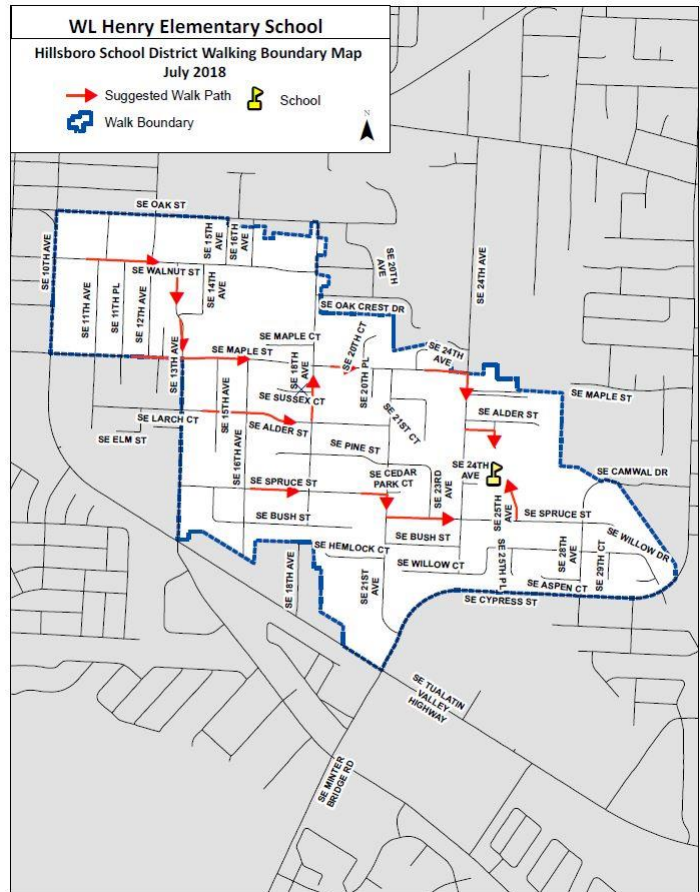 WL Henry Elementary School
Hillsboro School District Walking Boundary Map
July 2018
Suggested Walk Path
School
Walk Boundary
N
SE OAK ST
SE 10TH AVE
SE 15TH
AVE
SE 16TH
AVE
SE 20TH
AVE
SE 24TH AVE
SE WALNUT ST
SE 11TH AVE
SE 11TH PL
SE 12TH AVE
SE 14TH
AVE
SE OAK CREST DR
SE 13TH AVE
SE MAPLE CT
SE MAPLE ST
SE 18TH
AVE
SE 20TH CT
SE 20TH PL
SE 24TH
AVE
SE MAPLE ST
SE SUSSEX CT
SE 15TH AVE
SE 16TH AVE
SE LARCH CT
SE ALDER ST
SE 21ST CT
SE ALDER ST
SE ELM ST
SE PINE ST
SE CEDAR
PARK CT
SE 23RD
AVE
SE 24TH
AVE
SE CAMWAL DR
SE SPRUCE ST
SE 25TH
AVE
SE SPRUCE ST
SE BUSH ST
SE BUSH ST
SE WILLOW DR
SE HEMLOCK CT
SE WILLOW CT
SE 18TH AVE
SE 21ST
AVE
SE 25TH PL
SE 28TH
AVE
SE 29TH CT
SE ASPEN CT
SE CYPRESS ST
SE TUALATIN
VALLEY
HIGHWAY
SE MINTER
BRIDGE RD